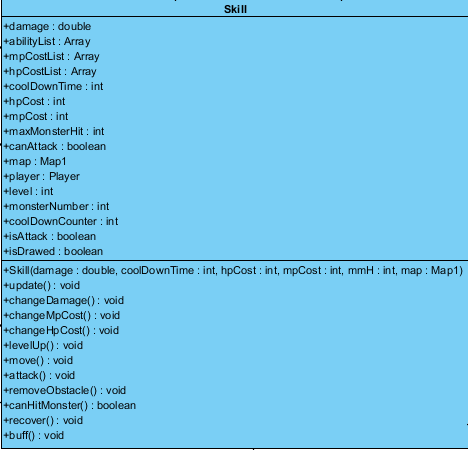 Skill
+damage : double
+abilityList : Array
+mpCostList : Array
+hpCostList : Array
+coolDownTime : int
+hpCost : int
+mpCost : int
+maxMonsterHit : int
+canAttack : boolean
+map : Map1
+player : Player
+level : int
+monsterNumber : int
+coolDownCounter : int
+isAttack : boolean
+isDrawed : boolean
+Skill(damage : double, coolDownTime : int, hpCost : int, mpCost : int, mmH : int, map : Map1)
+update() : void
+changeDamage() : void
+changeMpCost() : void
+changeHpCost() : void
+levelUp() : void
+move() : void
+attack() : void
+removeObstacle() : void
+canHitMonster() : boolean
+recover() : void
+buff() : void